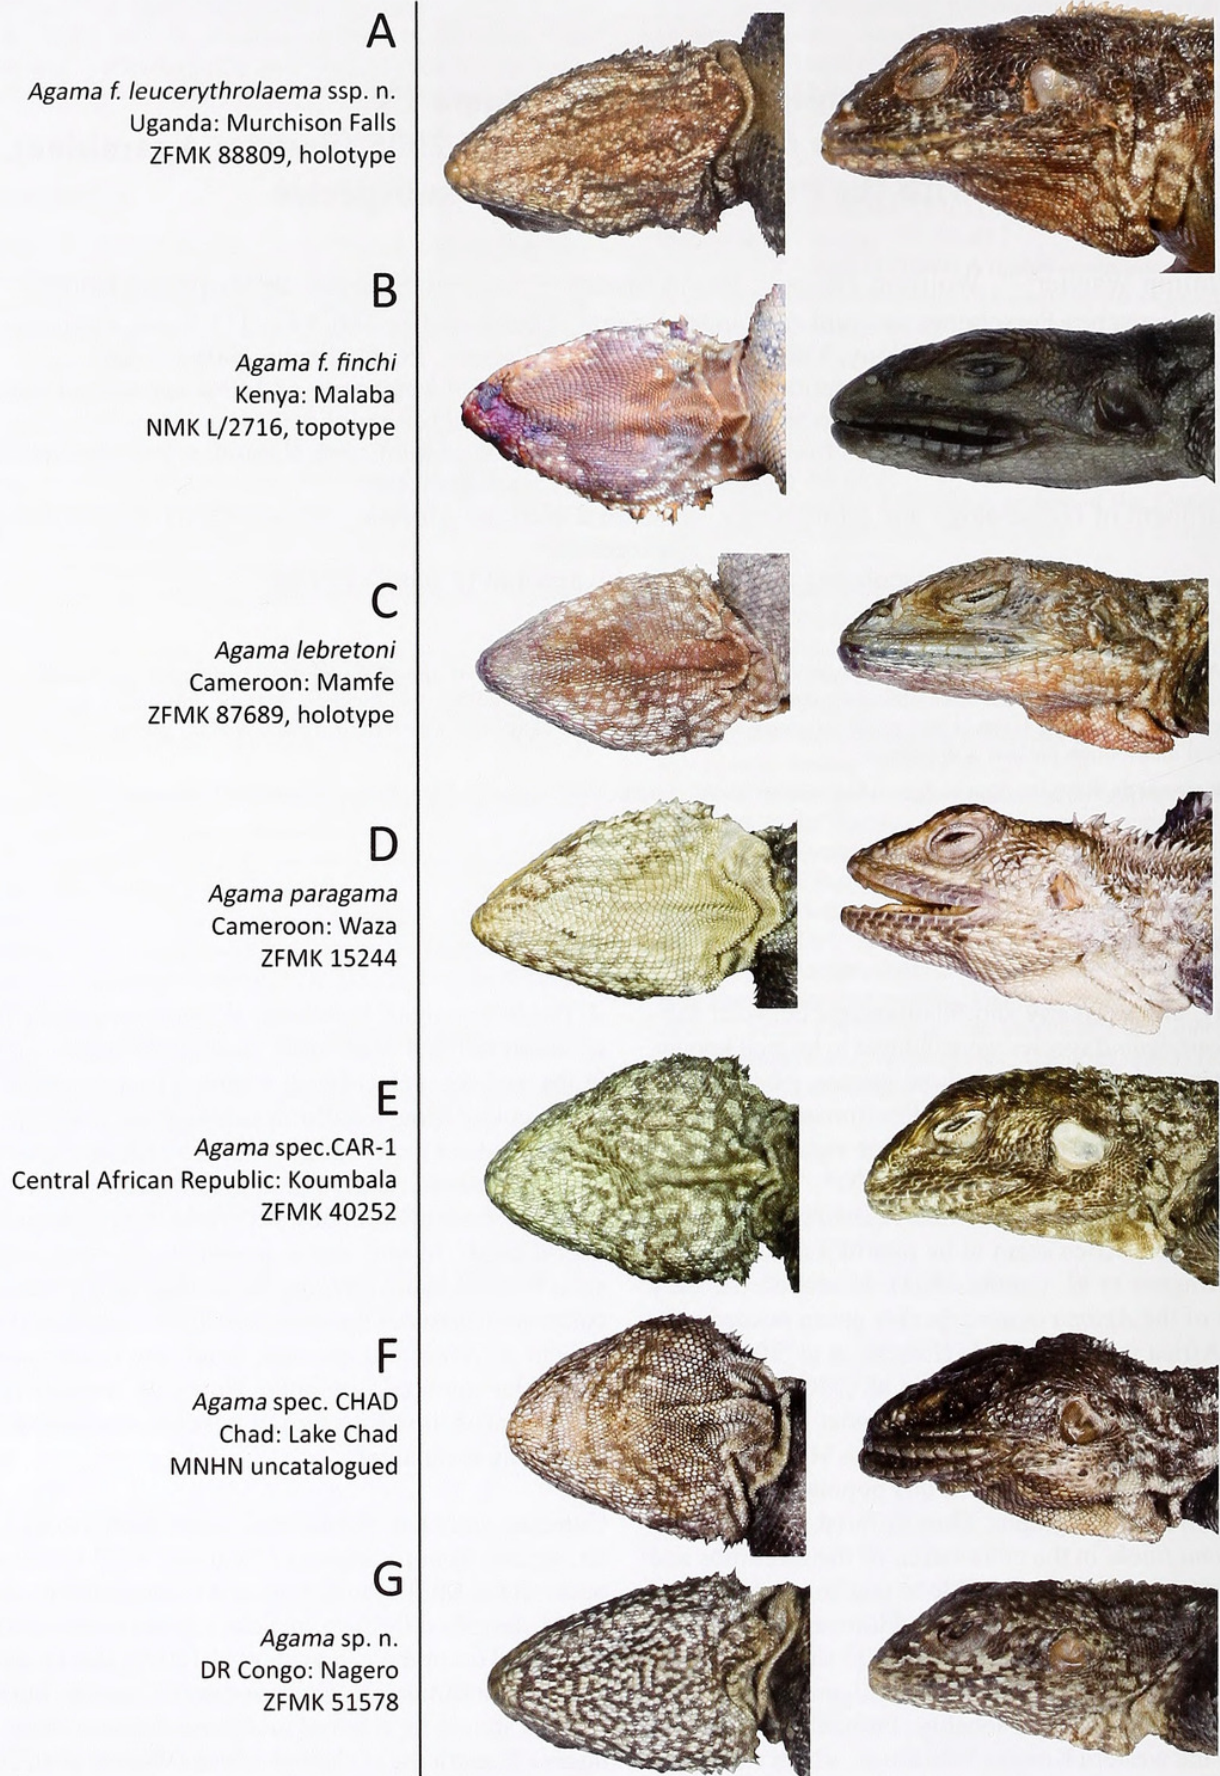 A
Agama f. leucerythrolaema ssp. n.
Uganda: Murchison Falls
ZFMK 88809, holotype
B
Agama f. finchi
Kenya: Malaba
NMK L/2716, topotype
C
Agama lebretoni
Cameroon: Mamfe
ZFMK 87689, holotype
D
Agama paragama
Cameroon: Waza
ZFMK 15244
E
Agama spec.CAR-1
Central African Republic: Koumbala
ZFMK 40252
F
Agama spec. CHAD
Chad: Lake Chad
MNHN uncatalogued
G
Agama sp. n.
DR Congo: Nagero
ZFMK 51578